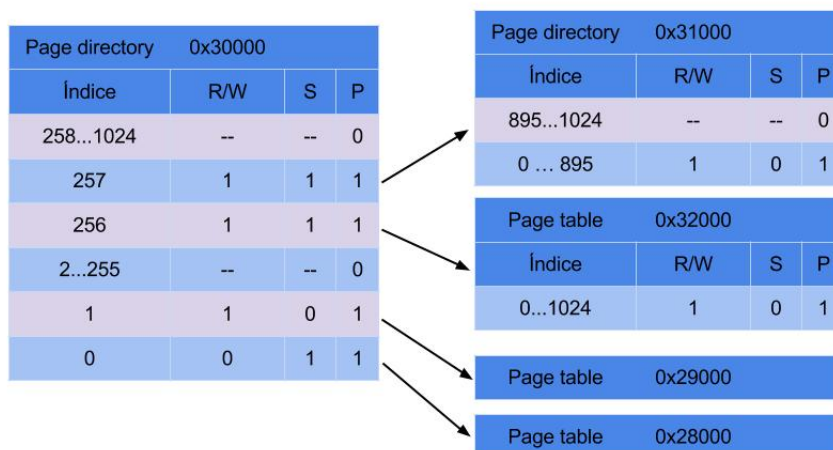 Page directory 0x30000
Índice R/W S P
258...1024 -- -- 0
257 1 1 1
256 1 1 1
2...255 -- -- 0
1 1 0 1
0 0 1 1
Page directory 0x31000
Índice R/W S P
895...1024 -- -- 0
0 ... 895 1 0 1
Page table 0x32000
Índice R/W S P
0...1024 1 0 1
Page table 0x29000
Page table 0x28000